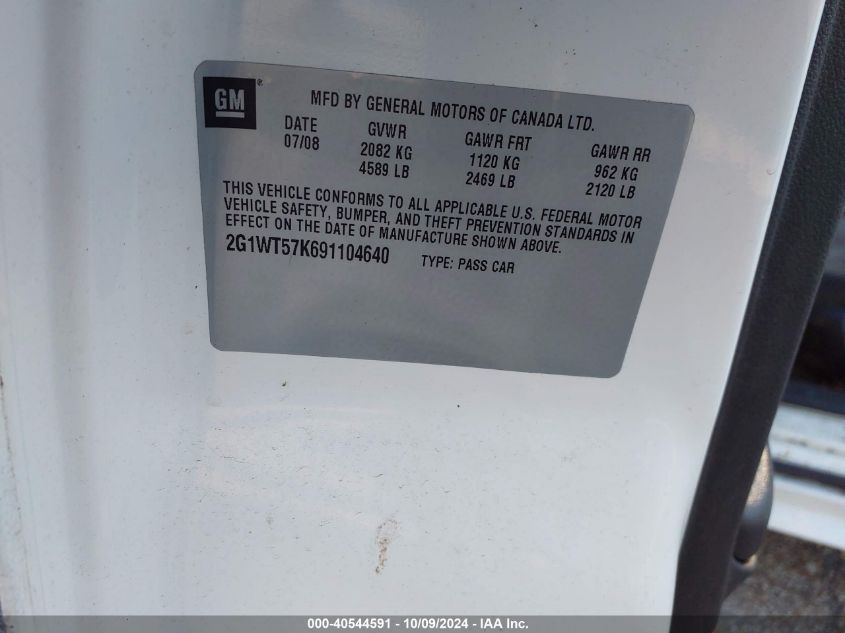 GM®
MFD BY GENERAL MOTORS OF CANADA LTD.
DATE GVWR GAWR FRT GAWR RR
07/08 2082 KG 1120 KG 962 KG
4589 LB 2469 LB 2120 LB
THIS VEHICLE CONFORMS TO ALL APPLICABLE U.S. FEDERAL MOTOR
VEHICLE SAFETY, BUMPER, AND THEFT PREVENTION STANDARDS IN
EFFECT ON THE DATE OF MANUFACTURE SHOWN ABOVE.
2G1WT57K691104640 TYPE: PASS CAR
000-40544591 - 10/09/2024 - IAA Inc.